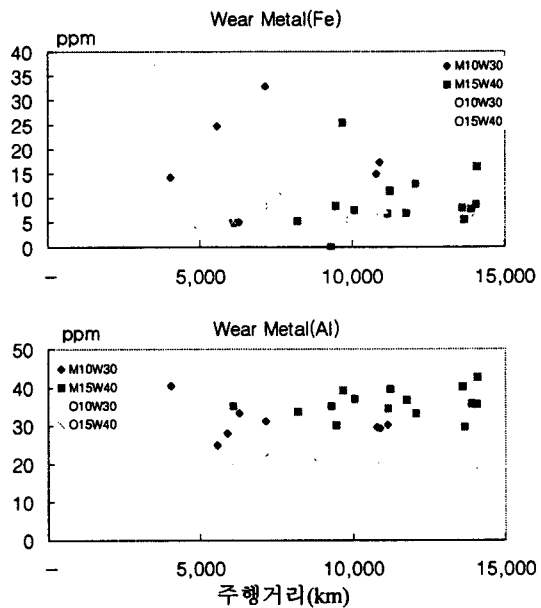 Wear Metal(Fe)
ppm
40
35
30
25
20
15
10
5
0
M10W30
M15W40
O10W30
O15W40
–
5,000
10,000
15,000
Wear Metal(Al)
ppm
50
40
30
20
10
0
M10W30
M15W40
O10W30
O15W40
–
5,000
10,000
15,000
주행거리(km)